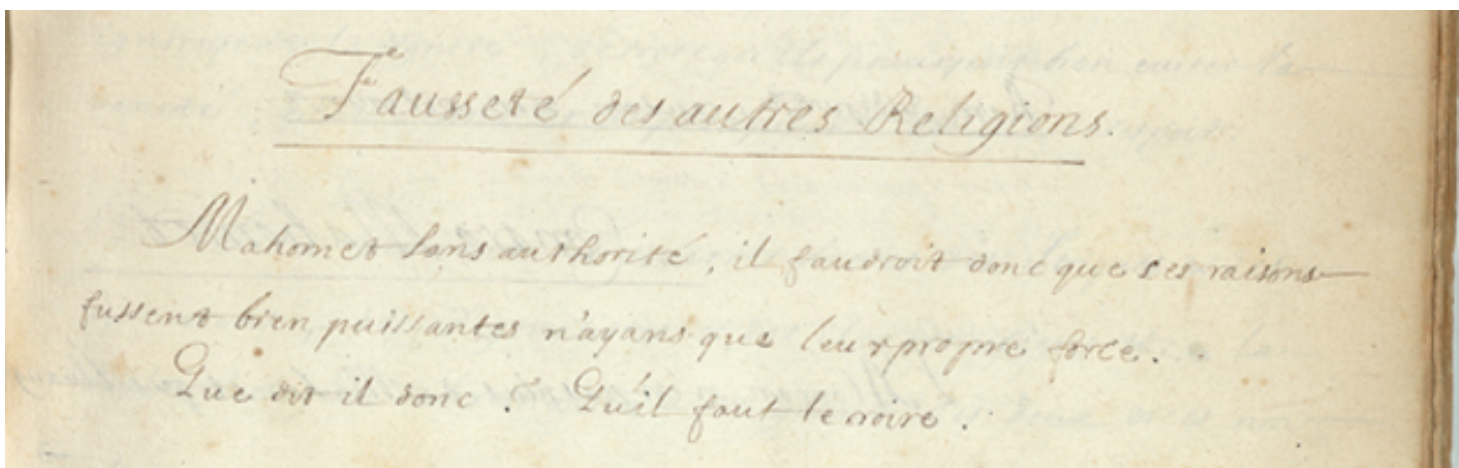 Fausseté des autres Religions.
Mahomet sans authorité, il faudroit donc que ses raisons
fussent bien puissantes n'ayans que leur propre force.
Que dit il donc ? Qu'il faut le croire.